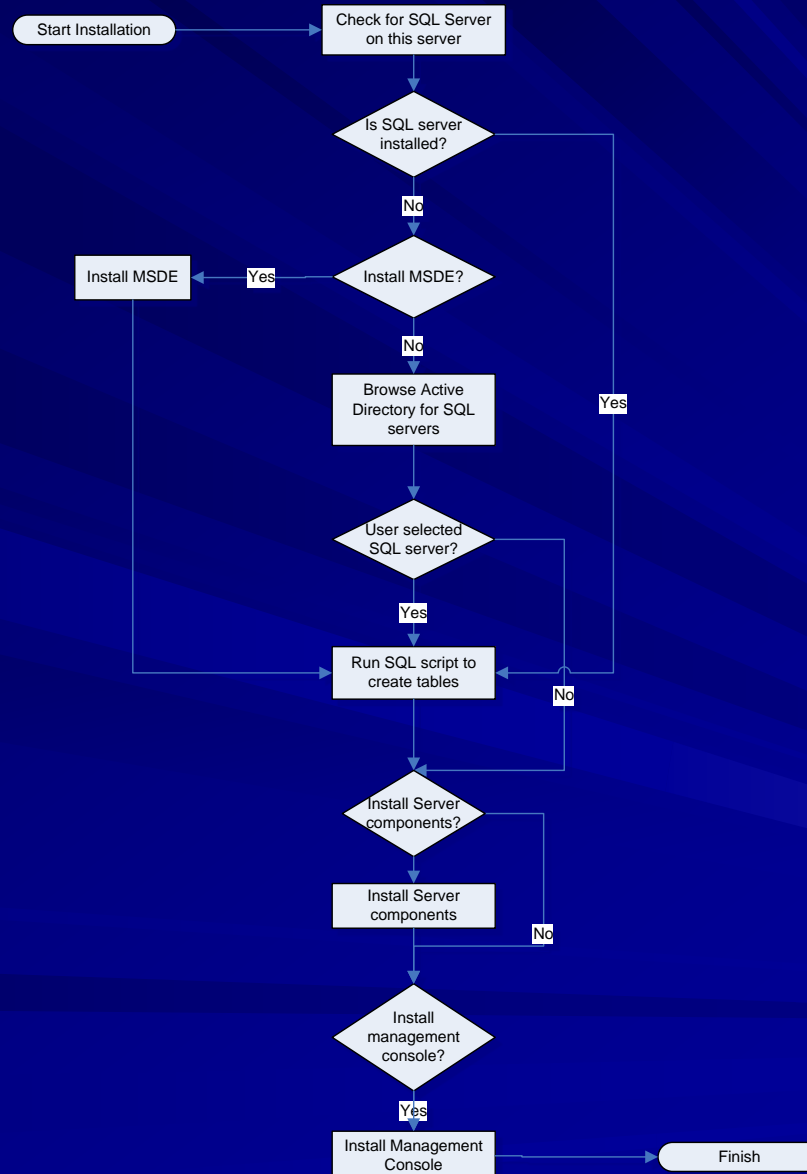 Start Installation
Check for SQL Server
on this server
Is SQL server
installed?
No
Install MSDE?
Yes
Install MSDE
No
Browse Active
Directory for SQL
servers
Yes
User selected
SQL server?
Yes
Run SQL script to
create tables
No
Install Server
components?
Install Server
components
No
Install
management
console?
Yes
Install Management
Console
Finish